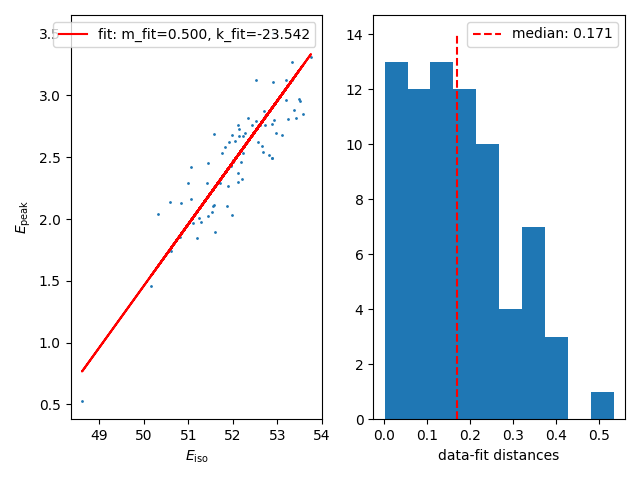 fit: m_fit=0.500, k_fit=-23.542
3.5
3.0
2.5
2.0
1.5
1.0
0.5
E_peak
49 50 51 52 53 54
E_iso
median: 0.171
14
12
10
8
6
4
2
0
0.0 0.1 0.2 0.3 0.4 0.5
data-fit distances